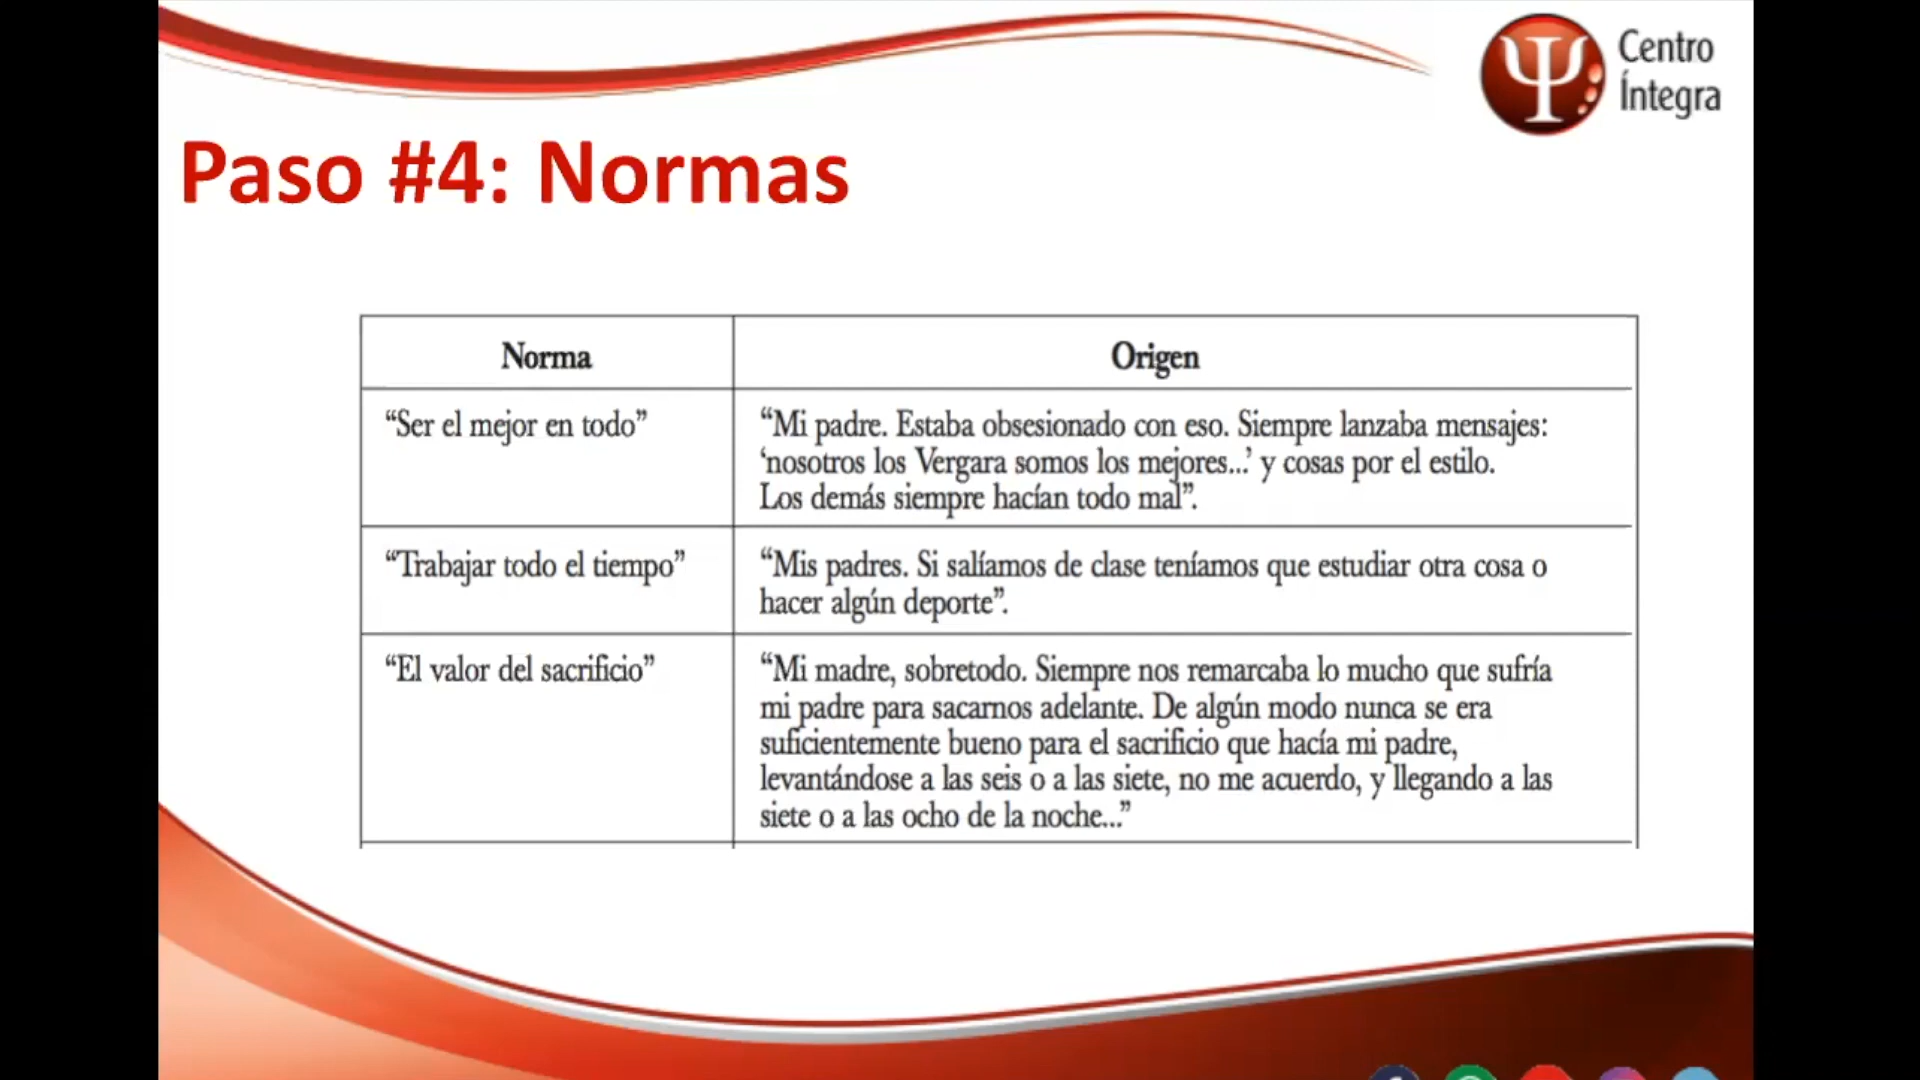 Centro
Íntegra
Paso #4: Normas
Norma
Origen
“Ser el mejor en todo”
“Mi padre. Estaba obsesionado con eso. Siempre lanzaba mensajes:
‘nosotros los Vergara somos los mejores...’ y cosas por el estilo.
Los demás siempre hacían todo mal”.
“Trabajar todo el tiempo”
“Mis padres. Si salíamos de clase teníamos que estudiar otra cosa o
hacer algún deporte”.
“El valor del sacrificio”
“Mi madre, sobretodo. Siempre nos remarcaba lo mucho que sufría
mi padre para sacarnos adelante. De algún modo nunca se era
suficientemente bueno para el sacrificio que hacía mi padre,
levantándose a las seis o a las siete, no me acuerdo, y llegando a las
siete o a las ocho de la noche...”